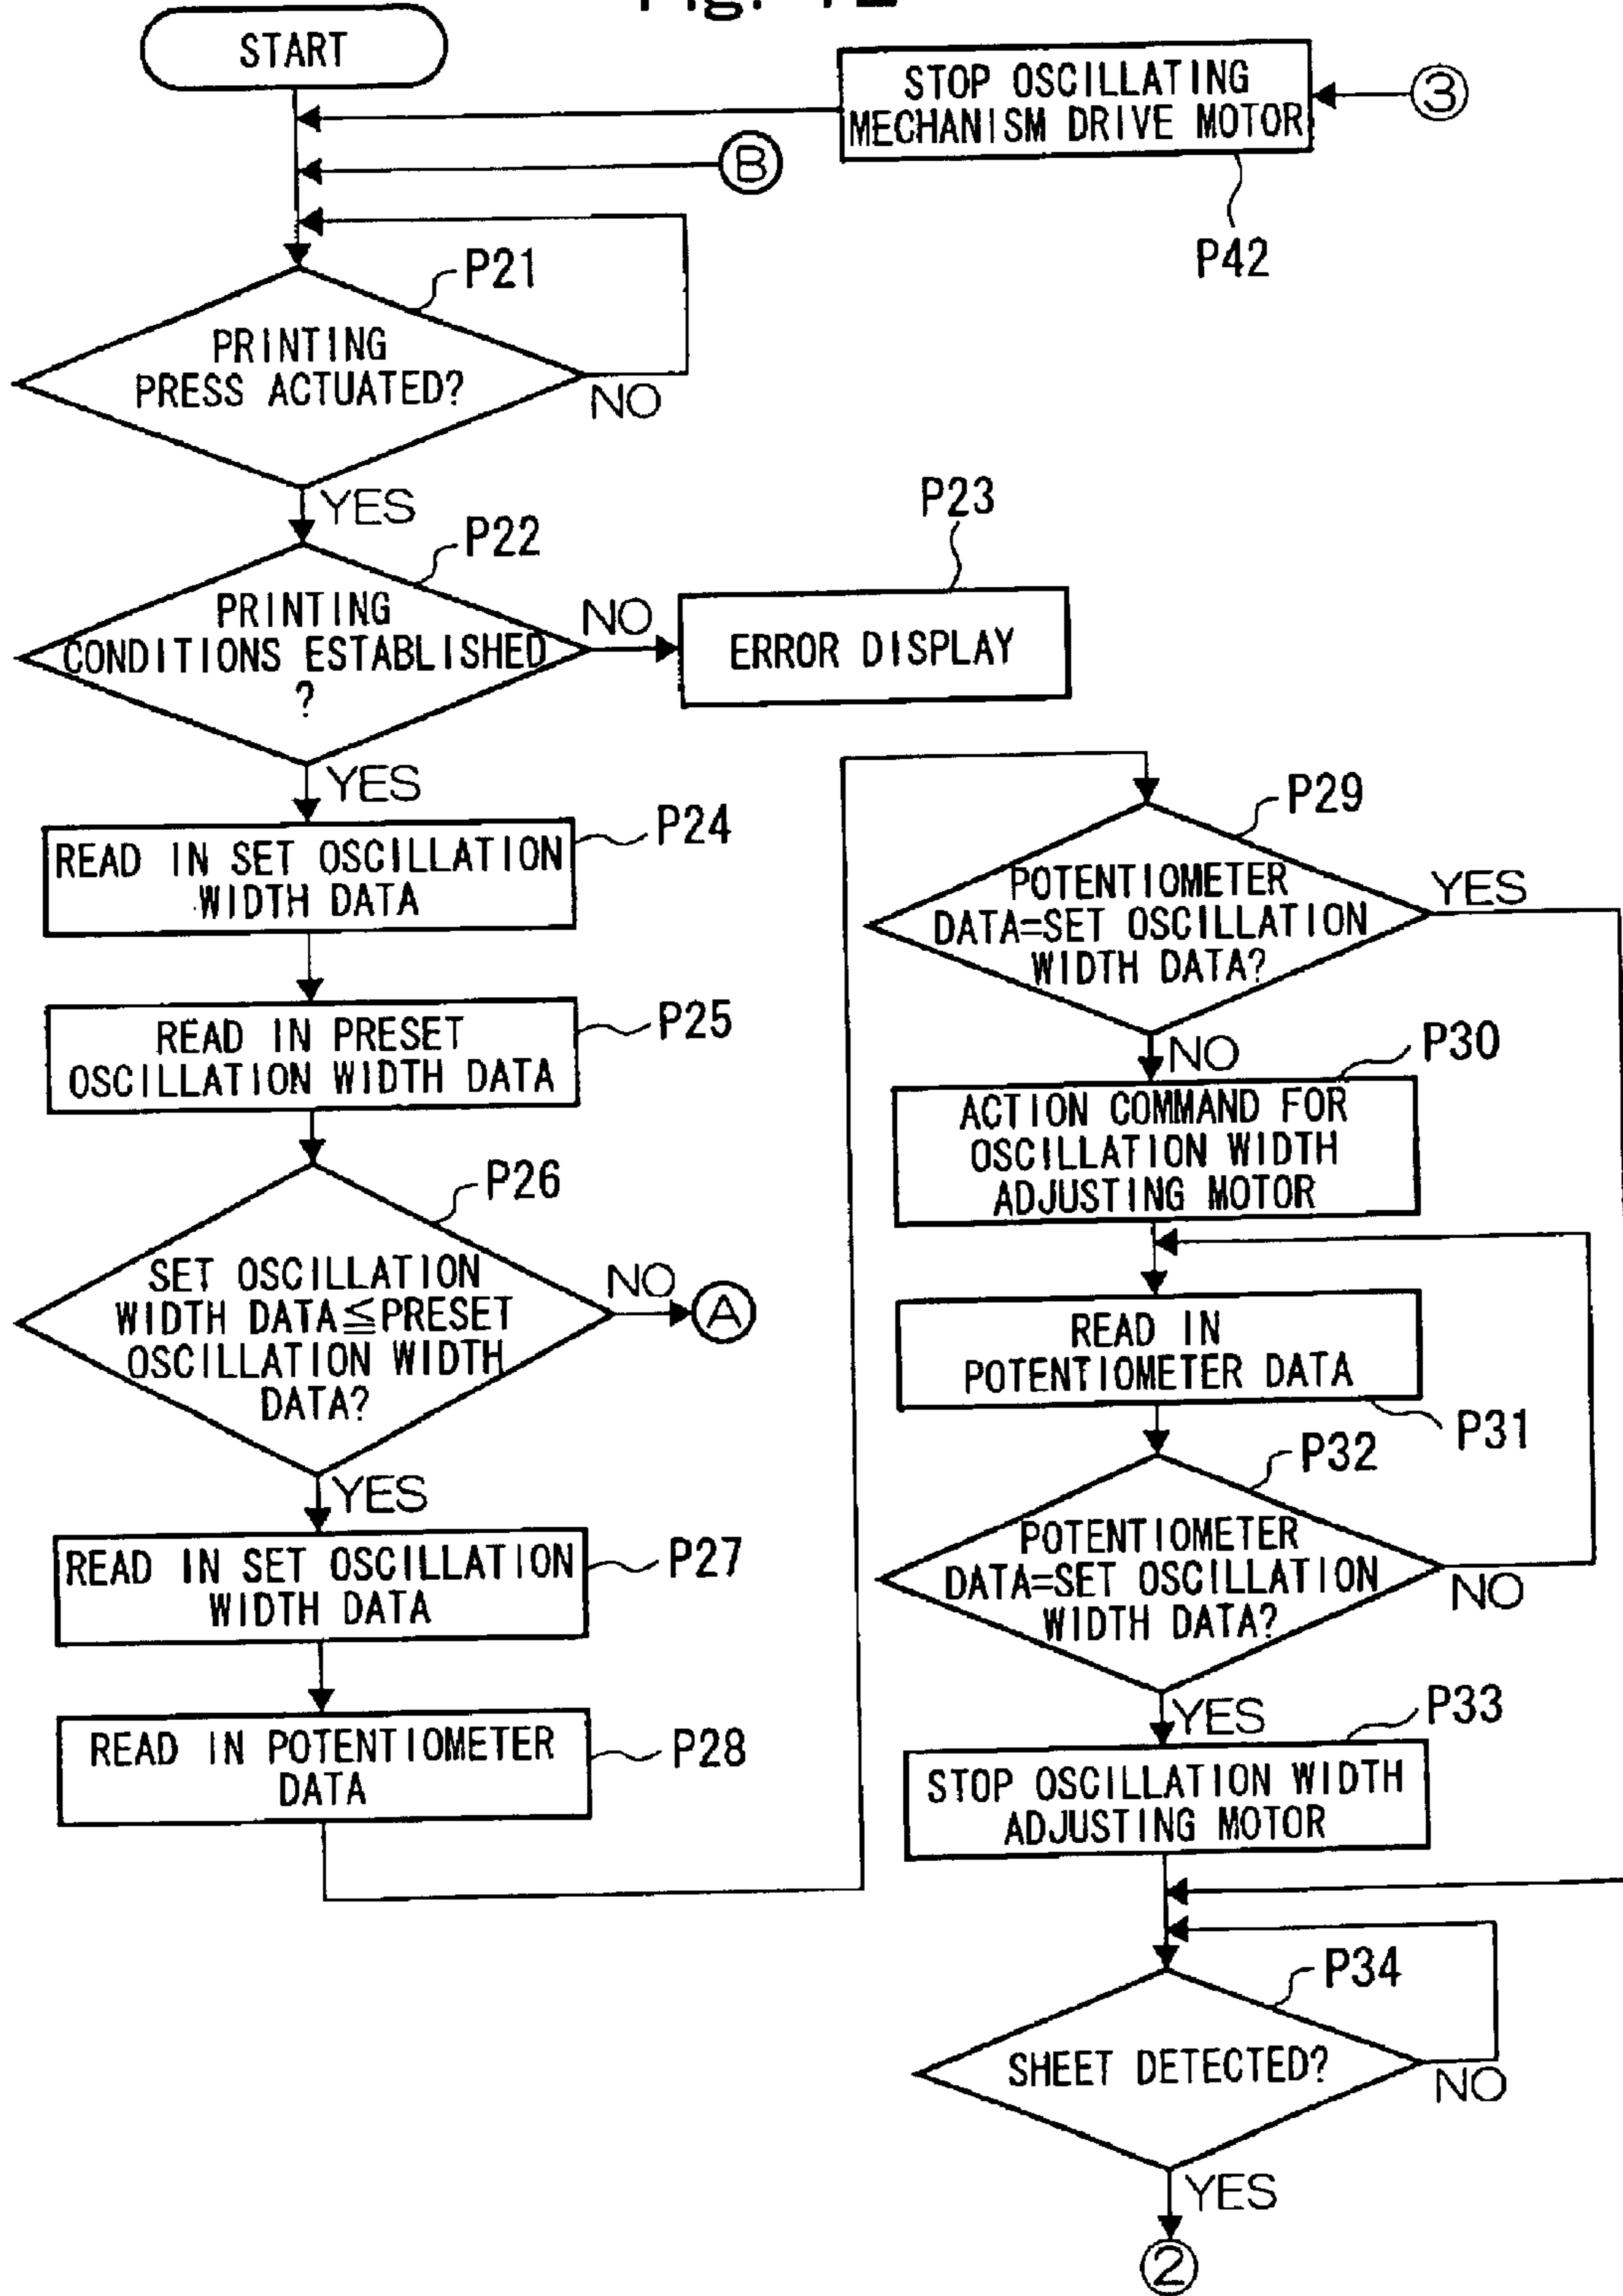 START
STOP OSCILLATING
MECHANISM DRIVE MOTOR
3
B
P42
P21
PRINTING
PRESS ACTUATED?
NO
YES
P22
P23
PRINTING
CONDITIONS ESTABLISHED
?
NO
ERROR DISPLAY
YES
P24
READ IN SET OSCILLATION
WIDTH DATA
P25
READ IN PRESET
OSCILLATION WIDTH DATA
P26
SET OSCILLATION
WIDTH DATA≦PRESET
OSCILLATION WIDTH
DATA?
NO
A
YES
P27
READ IN SET OSCILLATION
WIDTH DATA
P28
READ IN POTENTIOMETER
DATA
P29
POTENTIOMETER
DATA=SET OSCILLATION
WIDTH DATA?
YES
NO
P30
ACTION COMMAND FOR
OSCILLATION WIDTH
ADJUSTING MOTOR
READ IN
POTENTIOMETER DATA
P31
P32
POTENTIOMETER
DATA=SET OSCILLATION
WIDTH DATA?
NO
YES
P33
STOP OSCILLATION WIDTH
ADJUSTING MOTOR
P34
SHEET DETECTED?
NO
YES
2